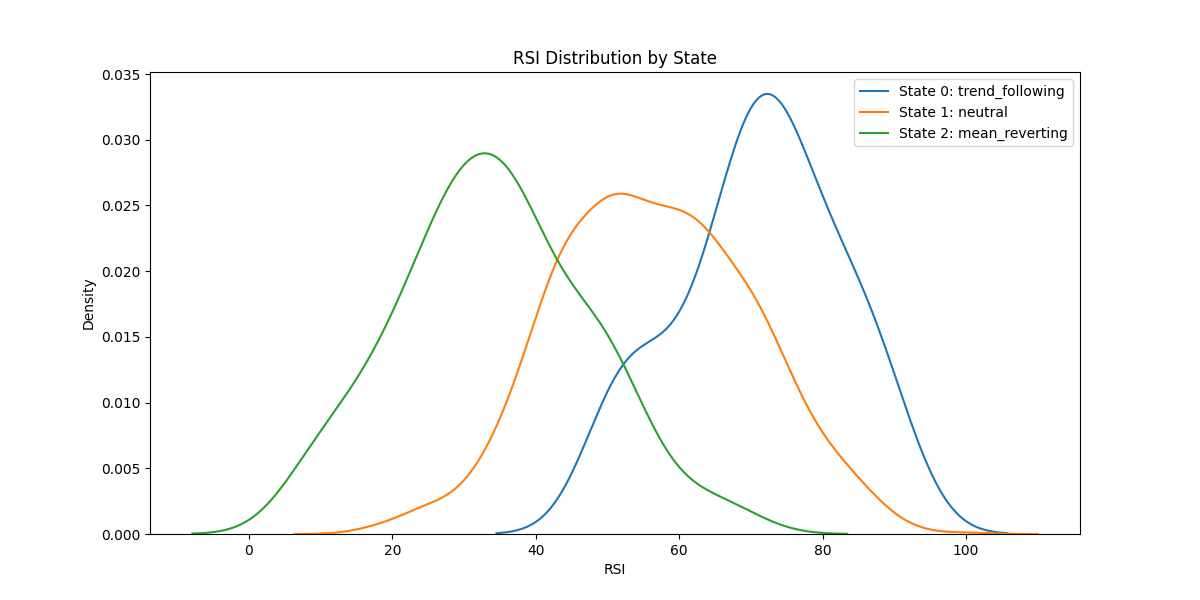 RSI Distribution by State
0.035
0.030
0.025
0.020
0.015
0.010
0.005
0.000
Density
State 0: trend_following
State 1: neutral
State 2: mean_reverting
0 20 40 60 80 100
RSI